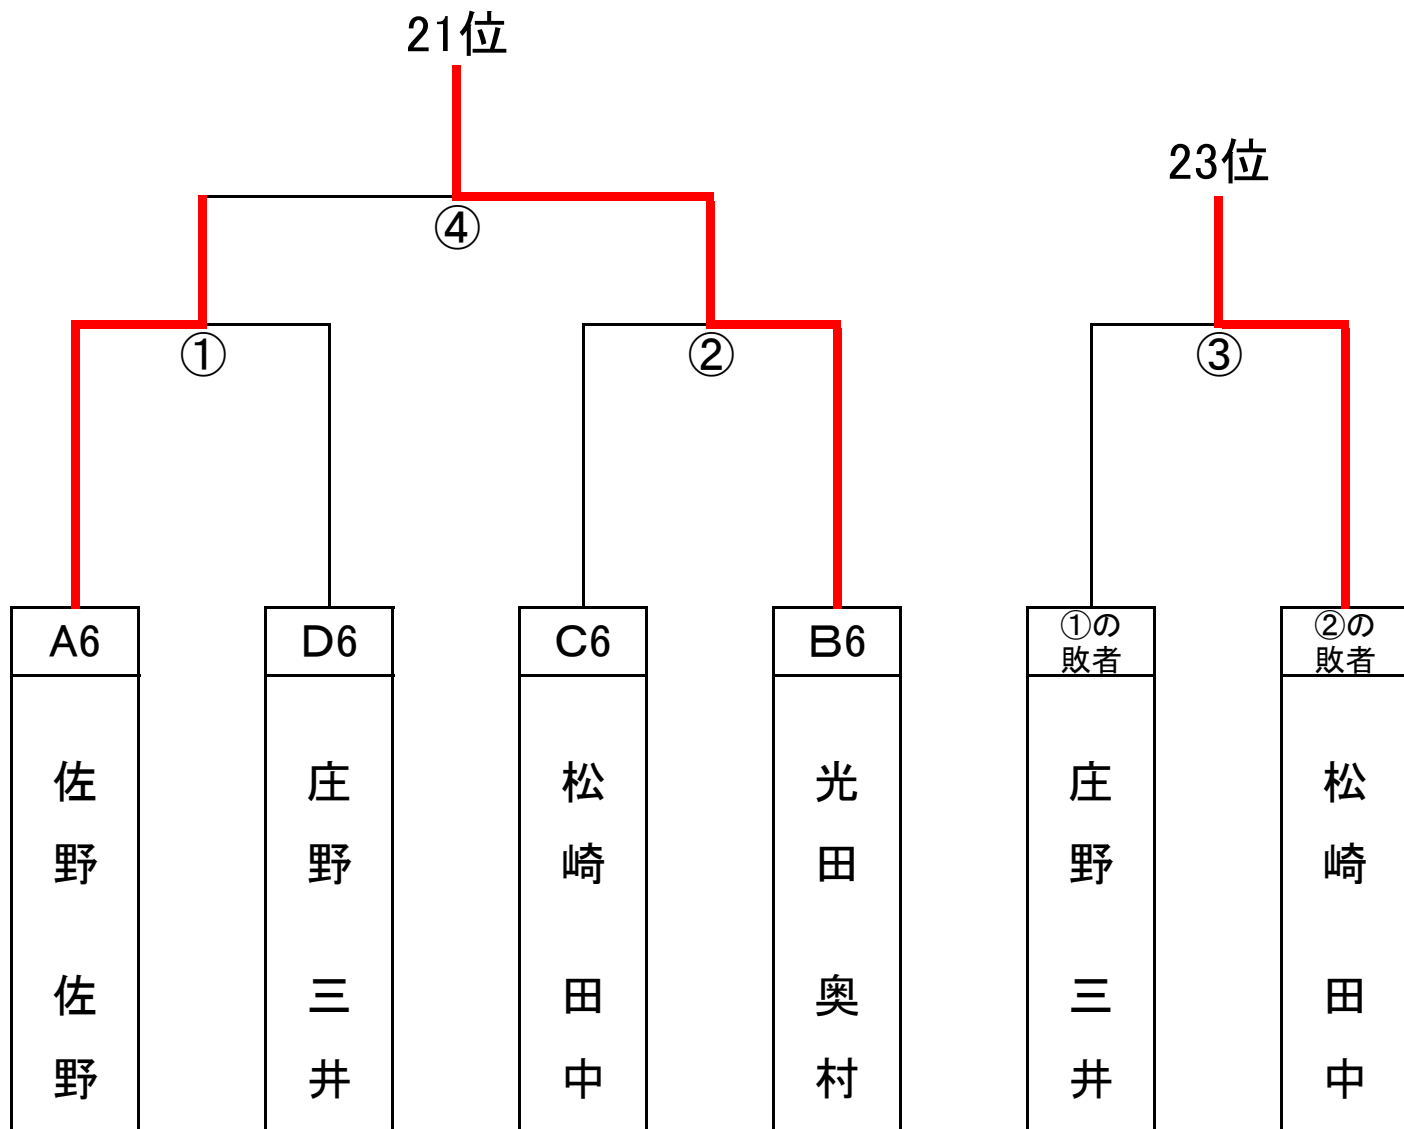 21位
23位
④
①
②
③
A6
D6
C6
B6
①の
敗者
②の
敗者
佐野
佐野
庄野
三井
松崎
田中
光田
奥村
庄野
三井
松崎
田中